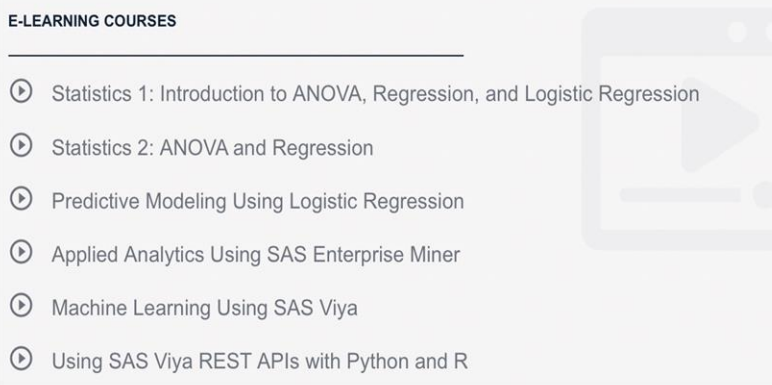 E-LEARNING COURSES
Statistics 1: Introduction to ANOVA, Regression, and Logistic Regression
Statistics 2: ANOVA and Regression
Predictive Modeling Using Logistic Regression
Applied Analytics Using SAS Enterprise Miner
Machine Learning Using SAS Viya
Using SAS Viya REST APIs with Python and R